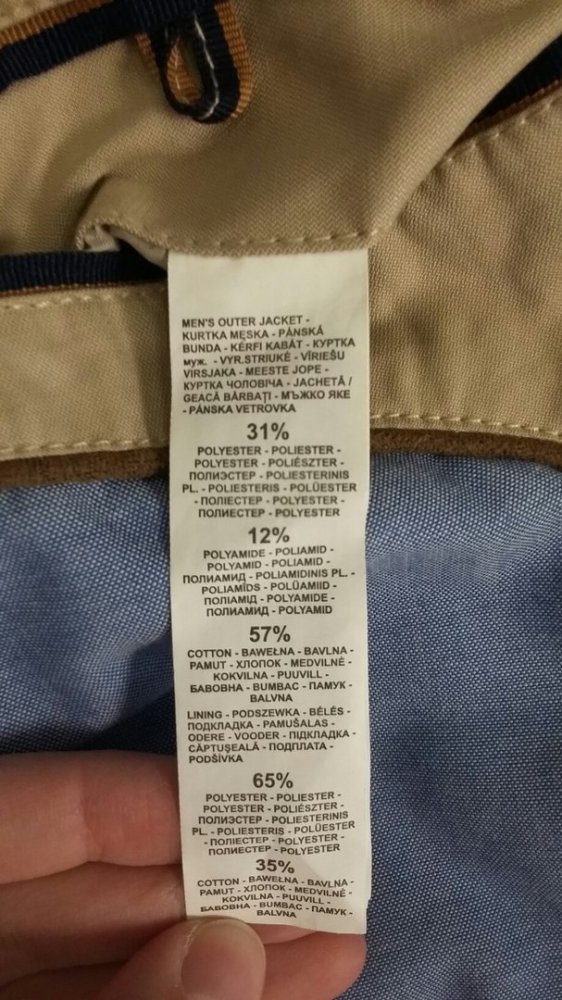 MEN'S OUTER JACKET -
KURTKA MĘSKA - PÁNSKÁ
BUNDA - KÉRFI KABÁT - КУРТКА
муж. - VYR.STRIUKĖ - VĪRIEŠU
VIRSJAKA - MEESTE JOPE -
КУРТКА ЧОЛОВІЧА - JACHETĂ /
GEACĂ BĂRBAŢI - МЪЖКО ЯКЕ
- PÁNSKA VETROVKA
31%
POLYESTER - POLIESTER -
POLYESTER - POLIÉSZTER -
ПОЛИЭСТЕР - POLIESTERINIS
PL. - POLIESTERIS - POLÜESTER
- ПОЛІЕСТЕР - POLYESTER -
ПОЛИЕСТЕР - POLYESTER
12%
POLYAMIDE - POLIAMID -
POLYAMID - POLIAMID -
ПОЛИАМИД - POLIAMIDINIS PL. -
POLIAMĪDS - POLÜAMIID -
ПОЛІАМІД - POLYAMIDE -
ПОЛИАМИД - POLYAMID
57%
COTTON - BAWEŁNA - BAVLNA -
PAMUT - ХЛОПОК - MEDVILNĖ -
KOKVILNA - PUUVILL -
БАВОВНА - BUMBAC - ПАМУК -
BALVNA
LINING - PODSZEWKA - BÉLÉS -
ПОДКЛАДКА - PAMUŠALAS -
ODERE - VOODER - ПІДКЛАДКА -
CĂPTUŞEALĂ - ПОДПЛАТА -
PODŠÍVKA
65%
POLYESTER - POLIESTER -
POLYESTER - POLIÉSZTER -
ПОЛИЭСТЕР - POLIESTERINIS
PL. - POLIESTERIS - POLÜESTER
- ПОЛІЕСТЕР - POLYESTER -
ПОЛИЕСТЕР - POLYESTER
35%
COTTON - BAWEŁNA - BAVLNA -
PAMUT - ХЛОПОК - MEDVILNĖ -
KOKVILNA - PUUVILL -
БАВОВНА - BUMBAC - ПАМУК -
BALVNA